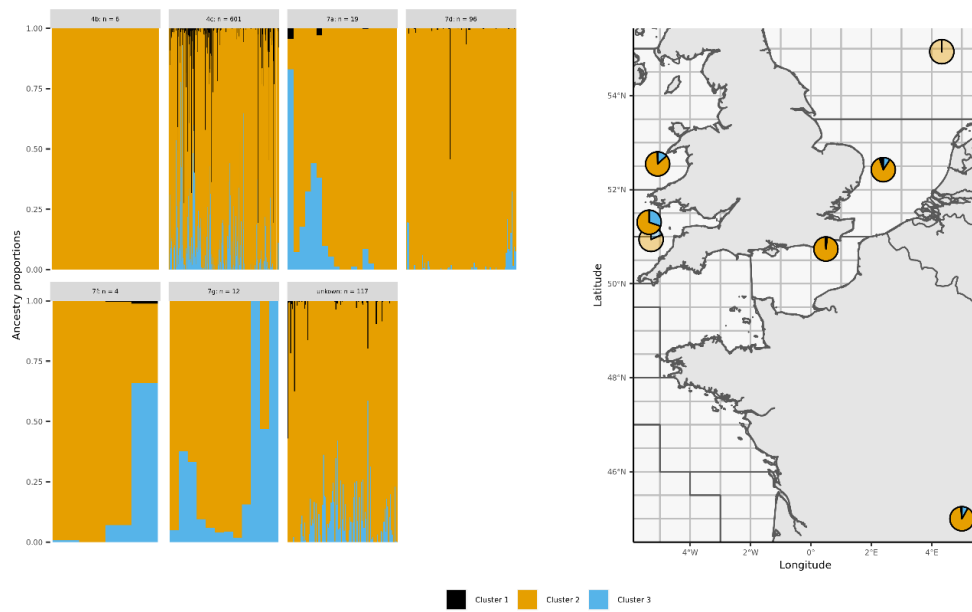 4b: n = 6
4c: n = 601
7a: n = 19
7d: n = 96
1.00
0.75
0.50
0.25
0.00
7f: n = 4
7g: n = 12
unkown: n = 117
1.00
0.75
0.50
0.25
0.00
Ancestry proportions
54°N
52°N
50°N
48°N
46°N
Latitude
4°W
2°W
0°
2°E
4°E
Longitude
Cluster 1
Cluster 2
Cluster 3